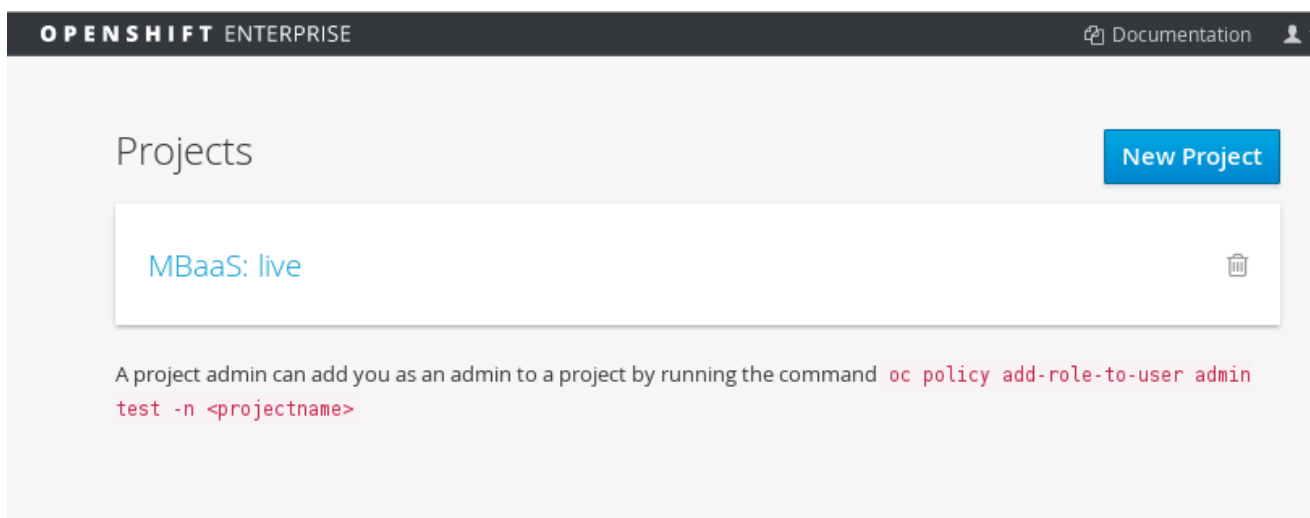 OPENSHIFT ENTERPRISE Documentation
Projects New Project
MBaaS: live
A project admin can add you as an admin to a project by running the command oc policy add-role-to-user admin
test -n <projectname>